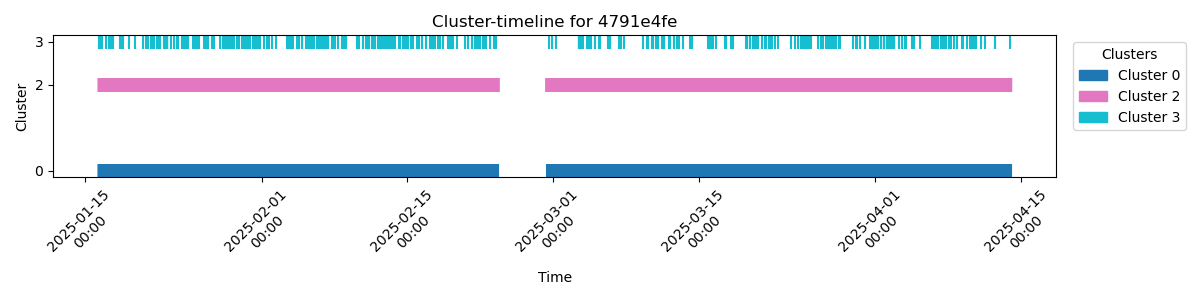 Cluster-timeline for 4791e4fe
Cluster
3
2
0
2025-01-15
00:00
2025-02-01
00:00
2025-02-15
00:00
2025-03-01
00:00
2025-03-15
00:00
2025-04-01
00:00
2025-04-15
00:00
Time
Clusters
Cluster 0
Cluster 2
Cluster 3